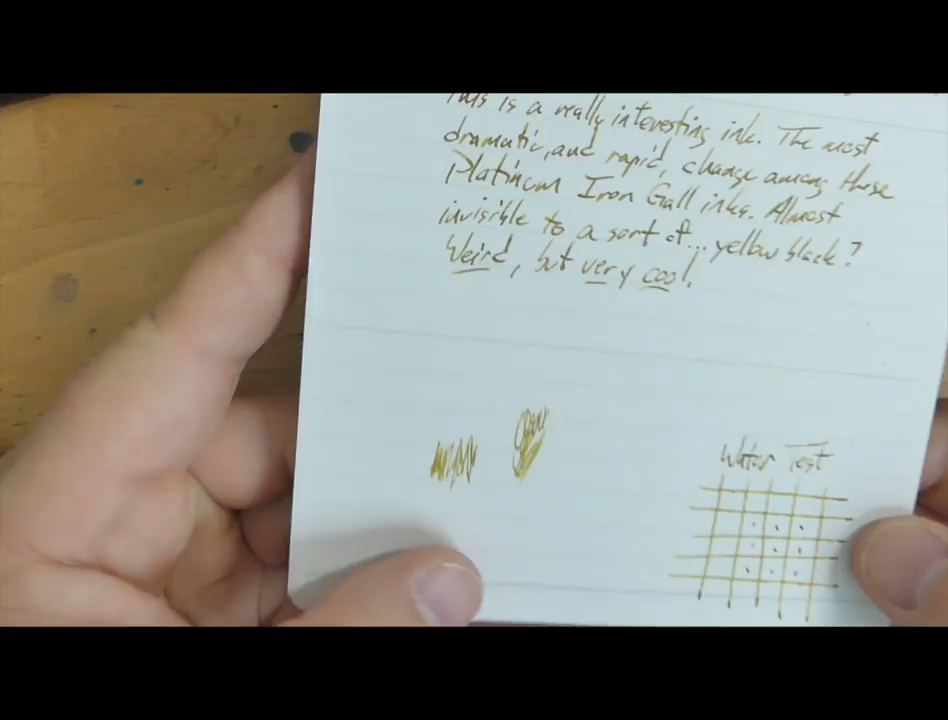 This is a really interesting ink. The most
dramatic, and rapid, change among these
Platinum Iron Gall inks. Almost
invisible to a sort of... yellow black?
Weird, but very cool.
Water Test